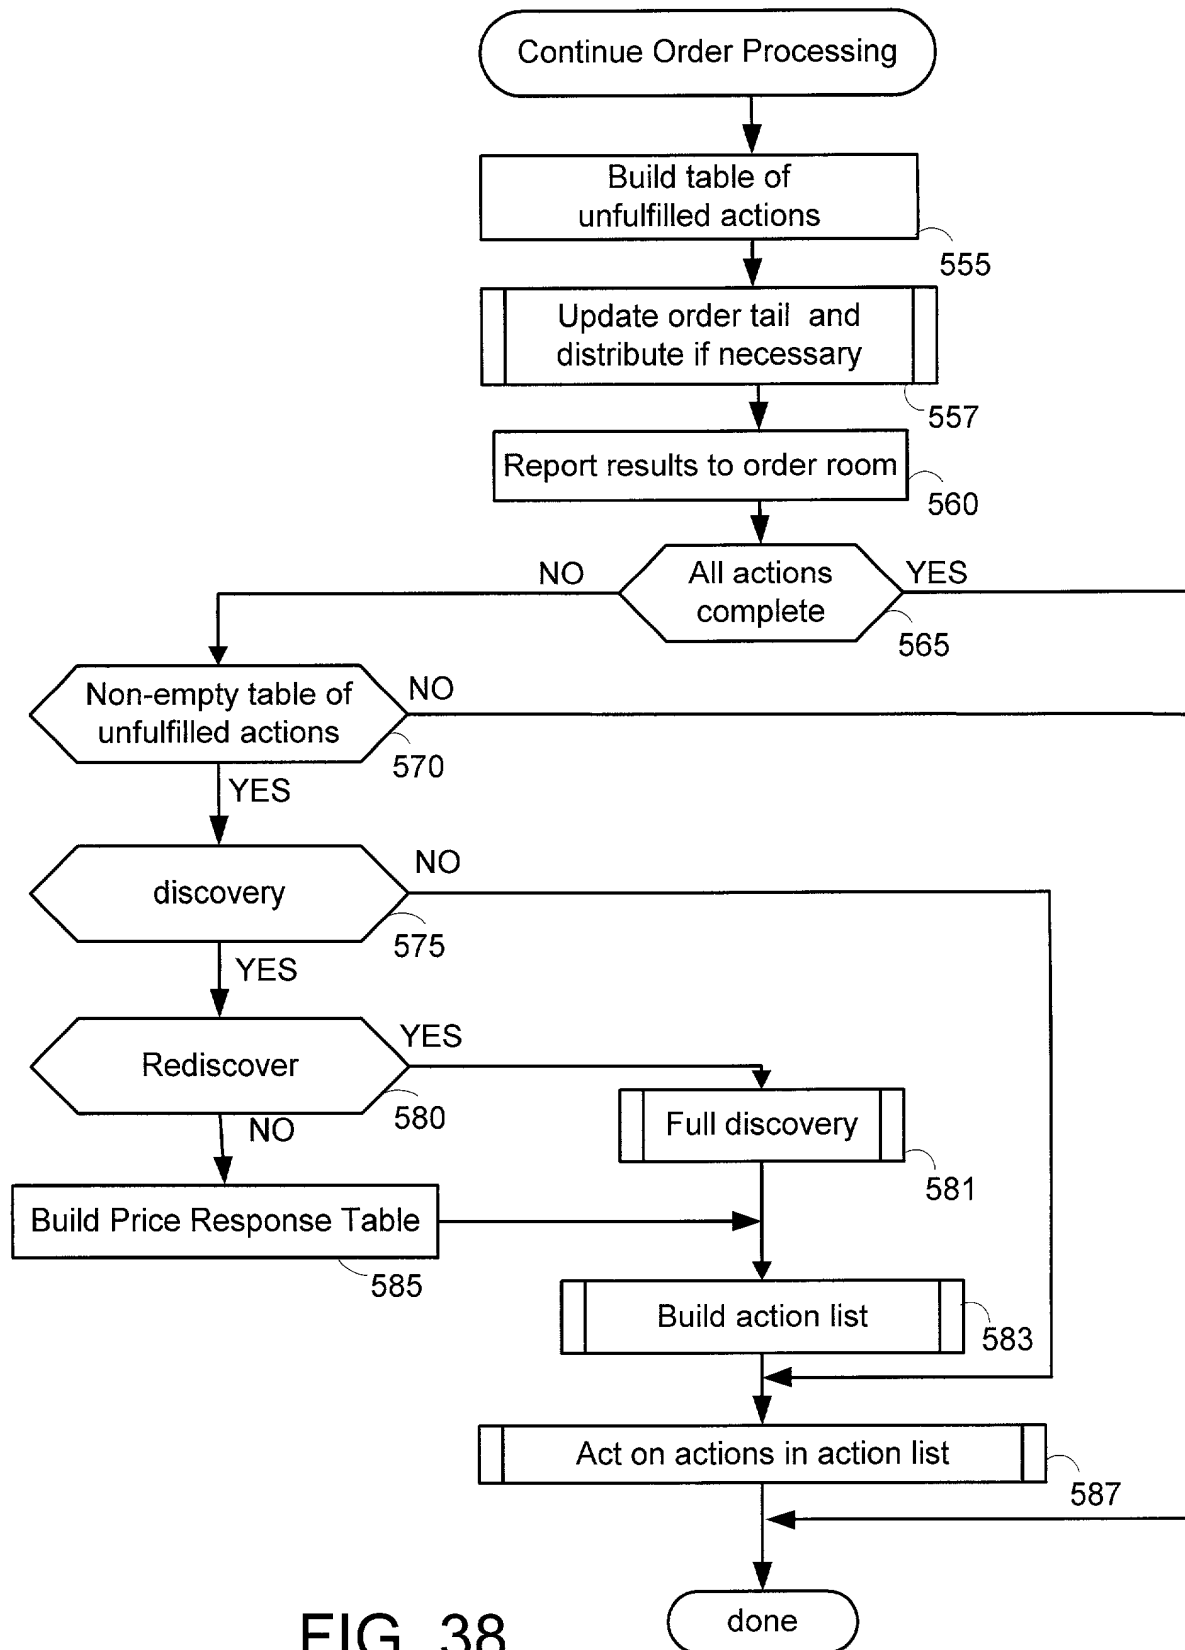 Continue Order Processing
Build table of
unfulfilled actions
555
Update order tail and
distribute if necessary
557
Report results to order room
560
NO
All actions
complete
YES
565
Non-empty table of
unfulfilled actions
NO
570
YES
discovery
NO
575
YES
Rediscover
YES
580
NO
Full discovery
581
Build Price Response Table
585
Build action list
583
Act on actions in action list
587
done
FIG. 38